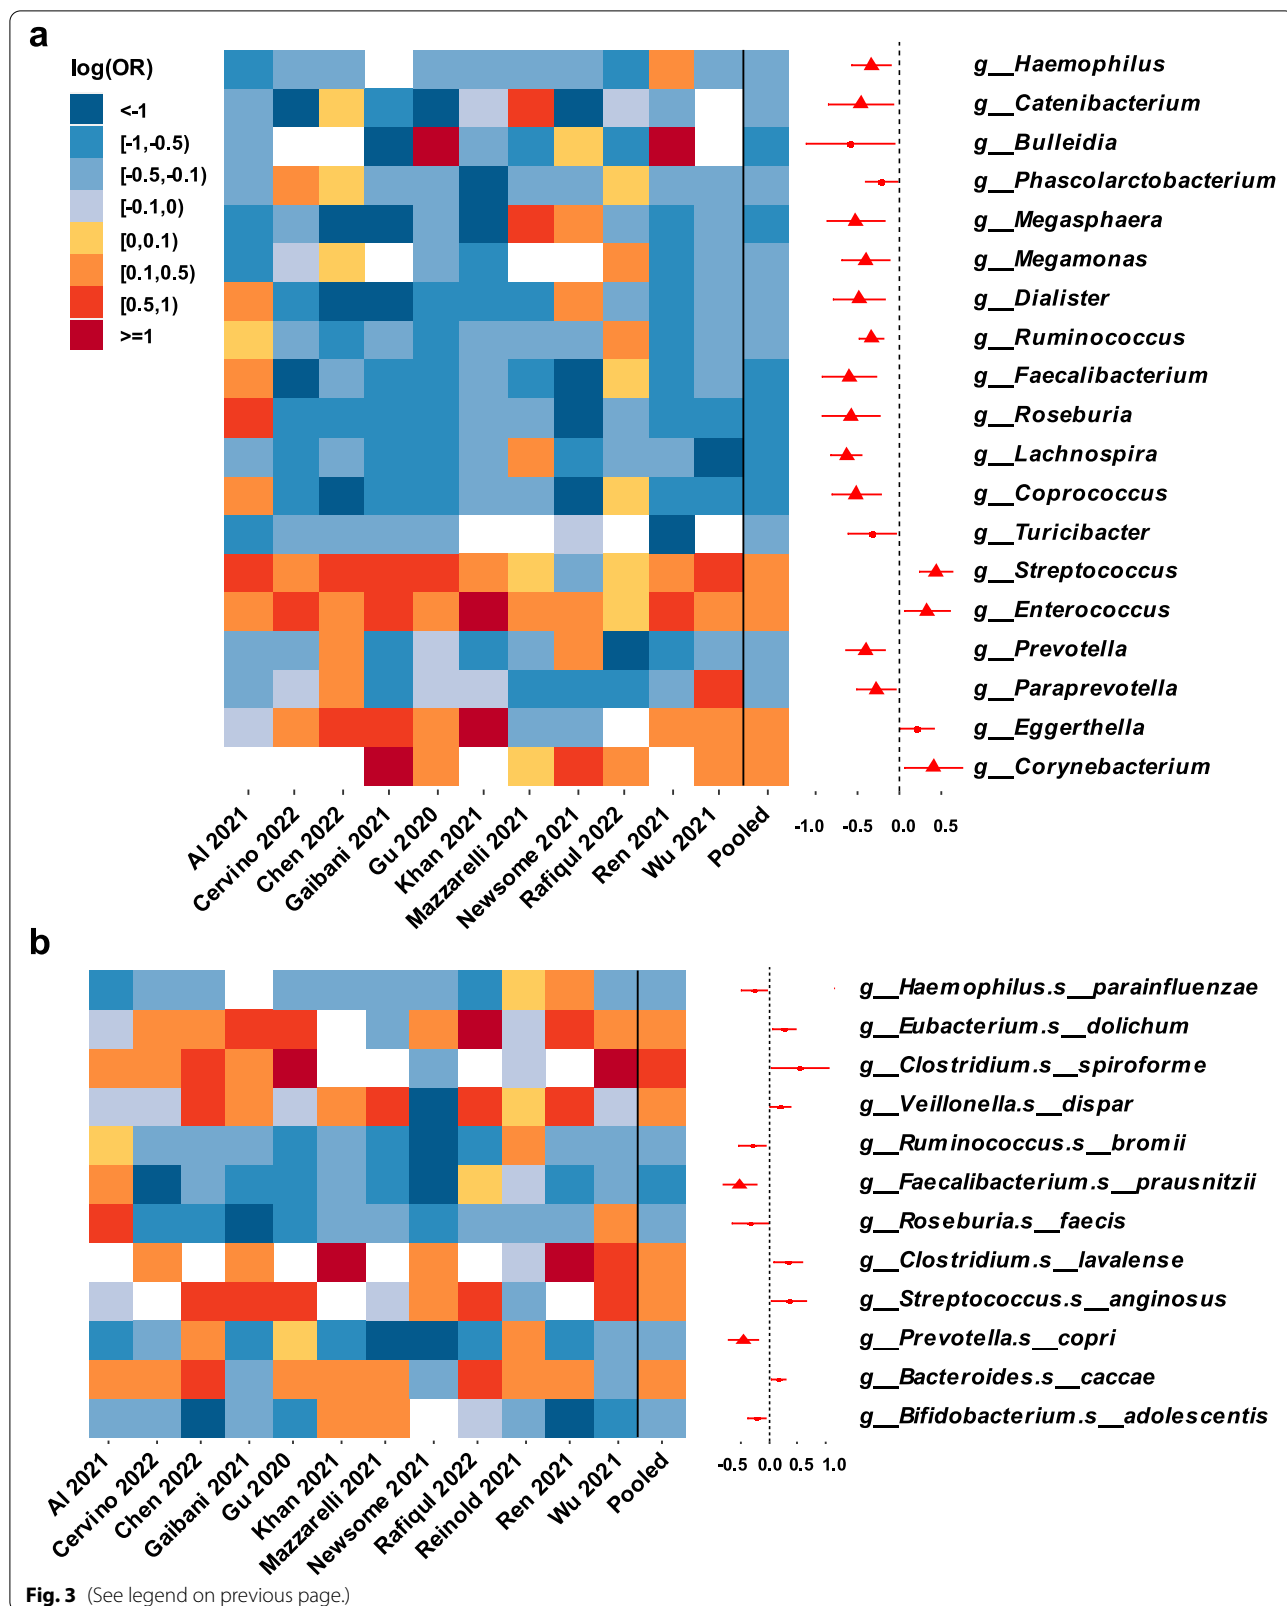 a
log(OR)
<-1
[-1,-0.5)
[-0.5,-0.1)
[-0.1,0)
[0,0.1)
[0.1,0.5)
[0.5,1)
>=1
g__Haemophilus
g__Catenibacterium
g__Bulleidia
g__Phascolarctobacterium
g__Megasphaera
g__Megamonas
g__Dialister
g__Ruminococcus
g__Faecalibacterium
g__Roseburia
g__Lachnospira
g__Coprococcus
g__Turicibacter
g__Streptococcus
g__Enterococcus
g__Prevotella
g__Paraprevotella
g__Eggerthella
g__Corynebacterium
-1.0 -0.5 0.0 0.5
Al 2021
Cervino 2022
Chen 2022
Gaibani 2021
Gu 2020
Khan 2021
Mazzarelli 2021
Newsome 2021
Rafiqul 2022
Ren 2021
Wu 2021
Pooled
b
g__Haemophilus.s__parainfluenzae
g__Eubacterium.s__dolichum
g__Clostridium.s__spiroforme
g__Veillonella.s__dispar
g__Ruminococcus.s__bromii
g__Faecalibacterium.s__prausnitzii
g__Roseburia.s__faecis
g__Clostridium.s__lavalense
g__Streptococcus.s__anginosus
g__Prevotella.s__copri
g__Bacteroides.s__caccae
g__Bifidobacterium.s__adolescentis
-0.5 0.0 0.5 1.0
Al 2021
Cervino 2022
Chen 2022
Gaibani 2021
Gu 2020
Khan 2021
Mazzarelli 2021
Newsome 2021
Rafiqul 2022
Reinold 2021
Ren 2021
Wu 2021
Pooled
Fig. 3 (See legend on previous page.)